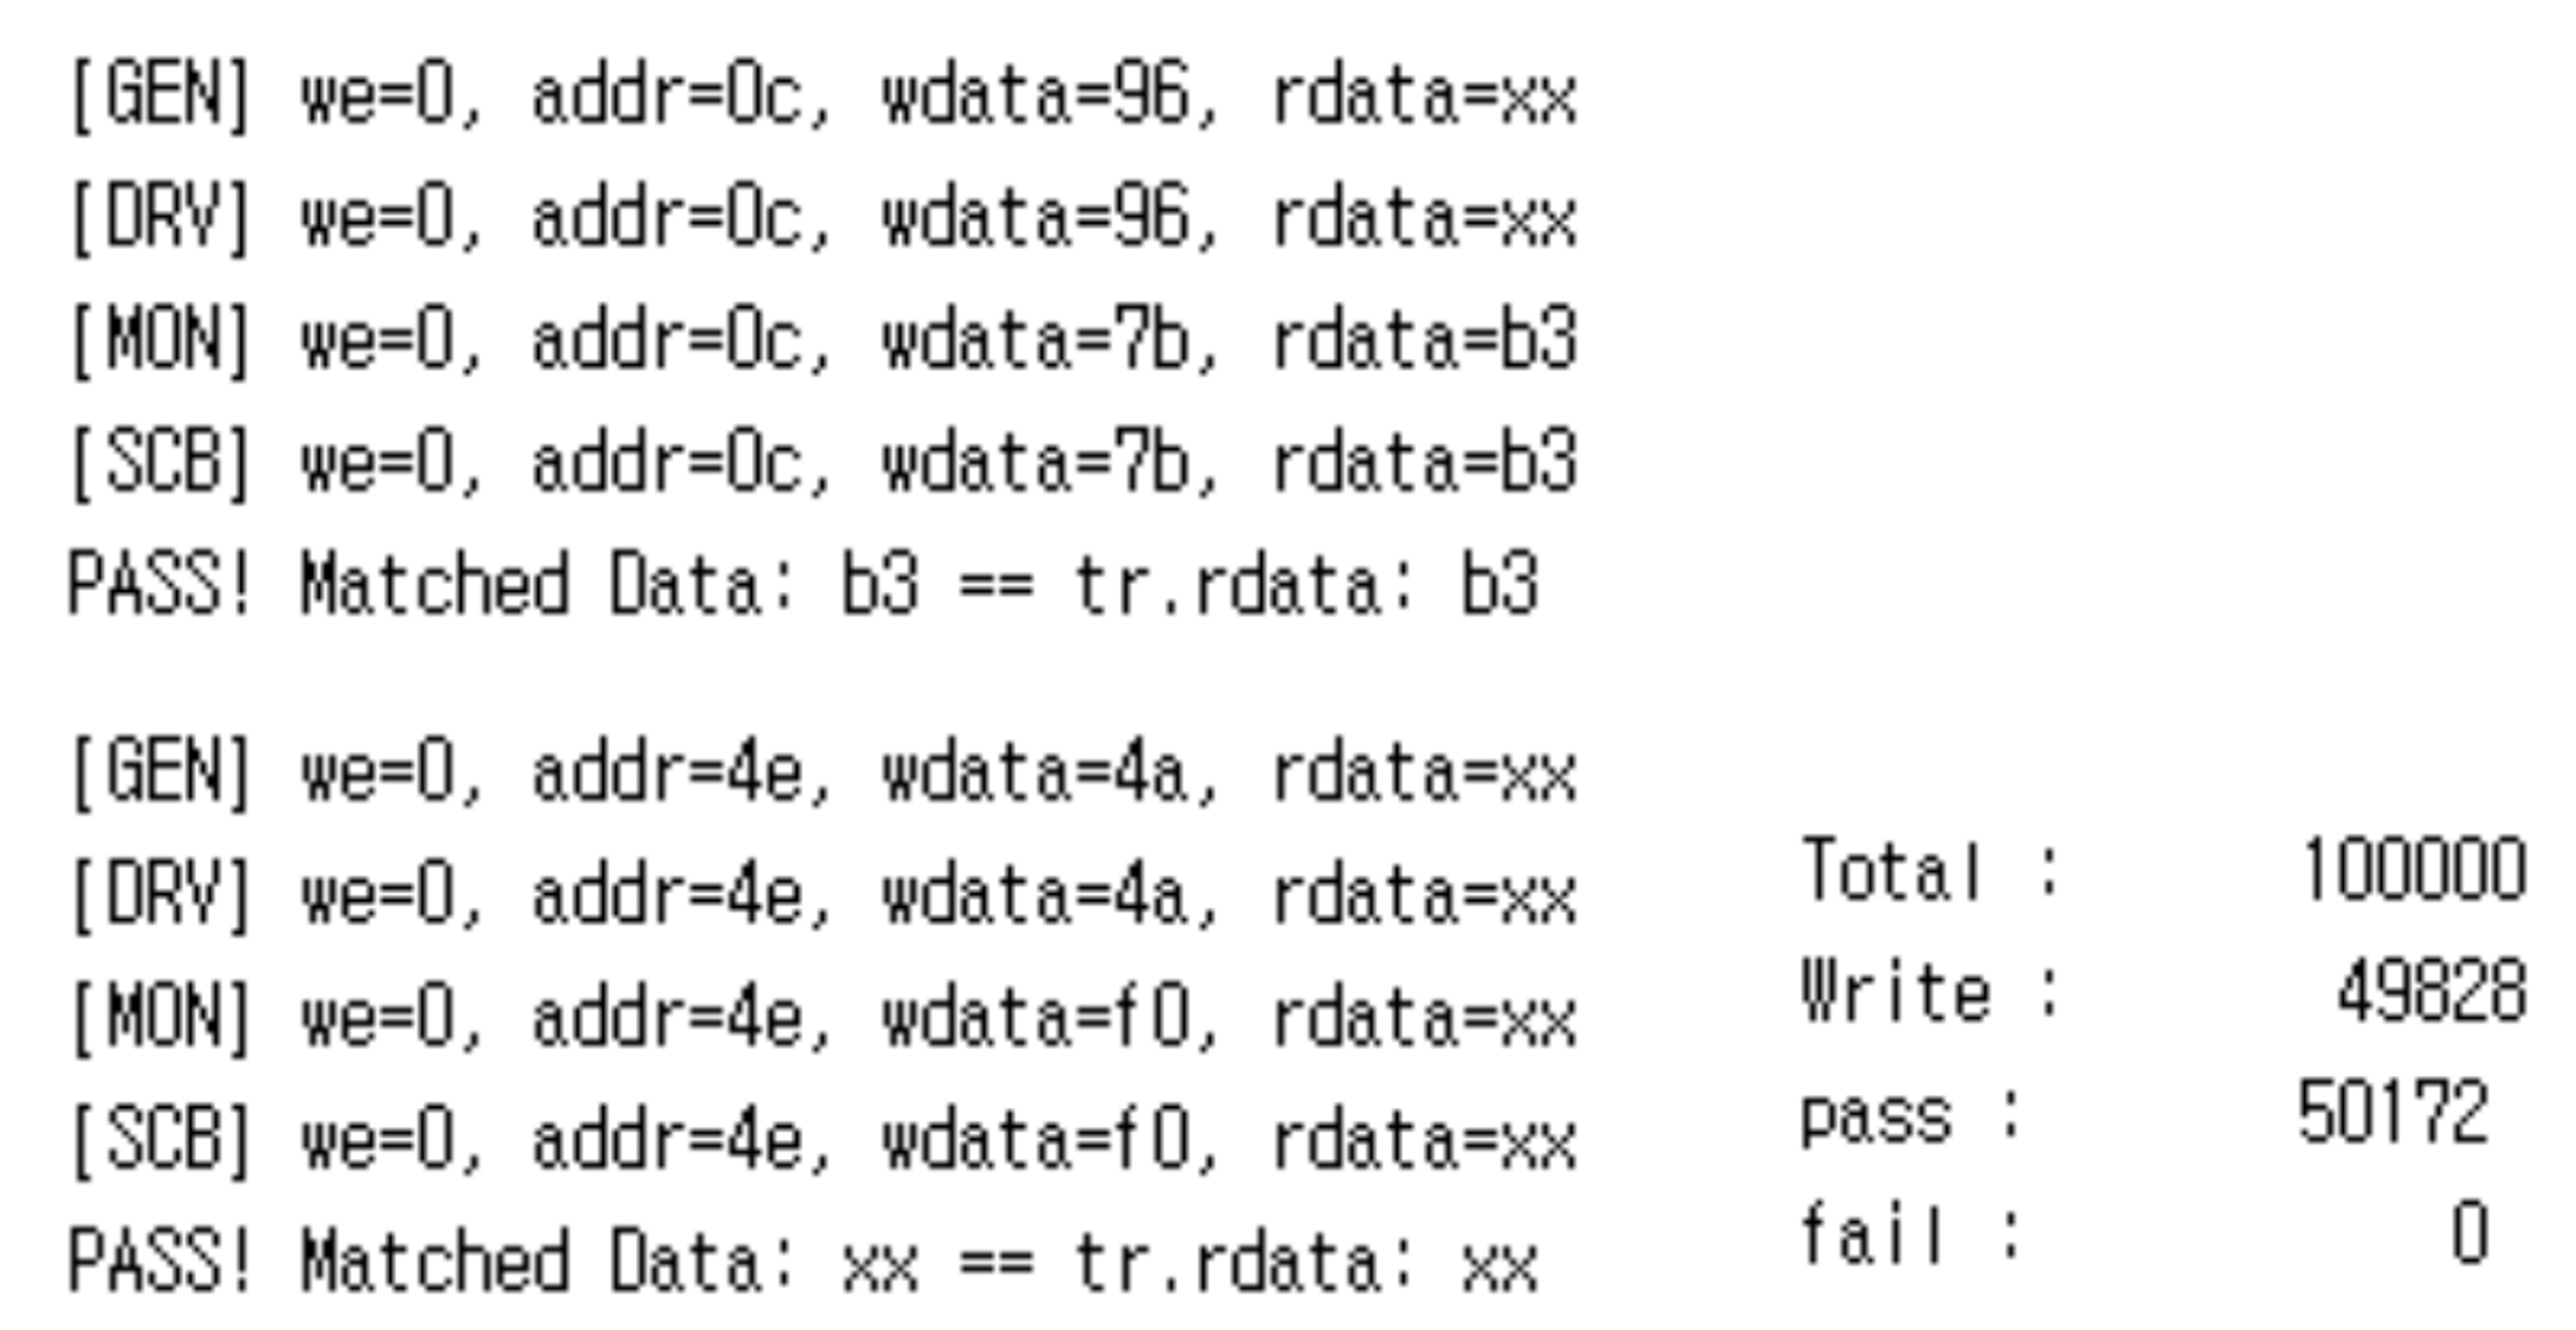 [GEN] we=0, addr=0c, wdata=96, rdata=xx
[DRV] we=0, addr=0c, wdata=96, rdata=xx
[MON] we=0, addr=0c, wdata=7b, rdata=b3
[SCB] we=0, addr=0c, wdata=7b, rdata=b3
PASS! Matched Data: b3 == tr.rdata: b3
[GEN] we=0, addr=4e, wdata=4a, rdata=xx
[DRV] we=0, addr=4e, wdata=4a, rdata=xx
[MON] we=0, addr=4e, wdata=f0, rdata=xx
[SCB] we=0, addr=4e, wdata=f0, rdata=xx
PASS! Matched Data: xx == tr.rdata: xx
Total : 100000
Write : 49828
pass : 50172
fail : 0